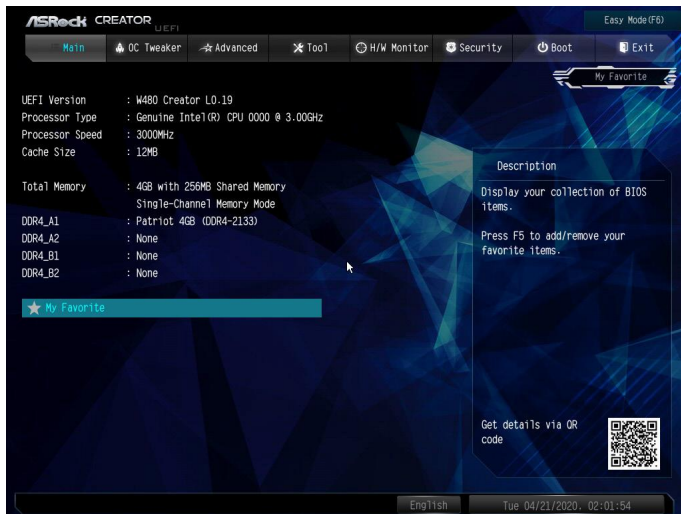 ASRock CREATOR UEFI
Easy Mode(F6)
Main OC Tweaker Advanced Tool H/W Monitor Security Boot Exit
My Favorite
UEFI Version : W480 Creator L0.19
Processor Type : Genuine Intel(R) CPU 0000 @ 3.00GHz
Processor Speed : 3000MHz
Cache Size : 12MB
Total Memory : 4GB with 256MB Shared Memory
Single-Channel Memory Mode
DDR4_A1 : Patriot 4GB (DDR4-2133)
DDR4_A2 : None
DDR4_B1 : None
DDR4_B2 : None
My Favorite
Description
Display your collection of BIOS
items.
Press F5 to add/remove your
favorite items.
Get details via QR
code
English
Tue 04/21/2020, 02:01:54